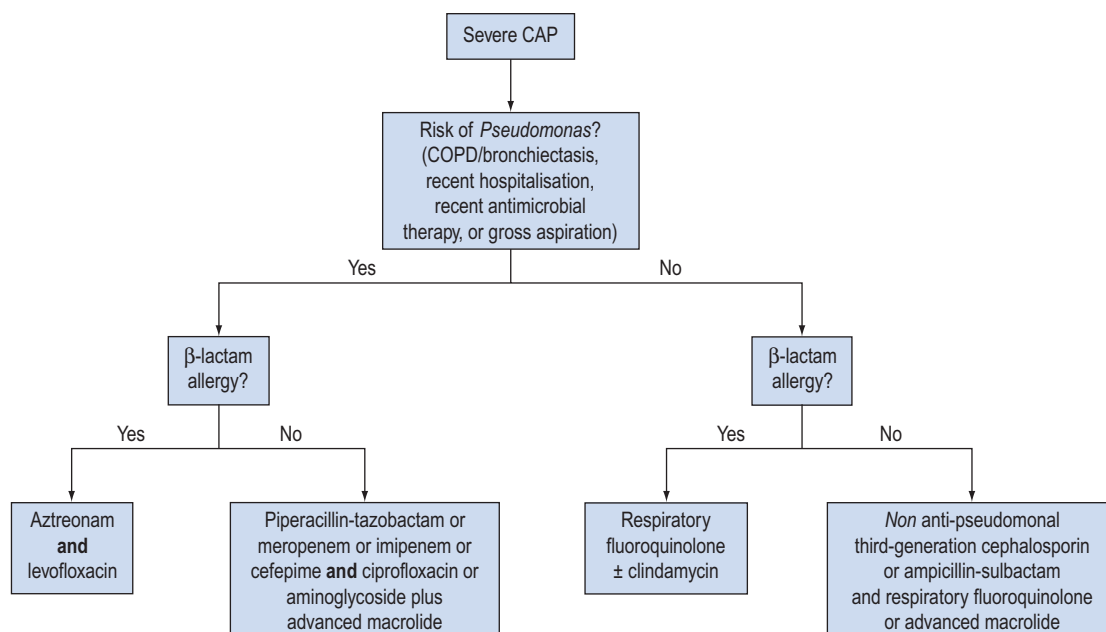 Severe CAP
Risk of Pseudomonas?
(COPD/bronchiectasis,
recent hospitalisation,
recent antimicrobial
therapy, or gross aspiration)
Yes
No
β-lactam
allergy?
β-lactam
allergy?
Yes
No
Yes
No
Aztreonam
and
levofloxacin
Piperacillin-tazobactam or
meropenem or imipenem or
cefepime and ciprofloxacin or
aminoglycoside plus
advanced macrolide
Respiratory
fluoroquinolone
± clindamycin
Non anti-pseudomonal
third-generation cephalosporin
or ampicillin-sulbactam
and respiratory fluoroquinolone
or advanced macrolide